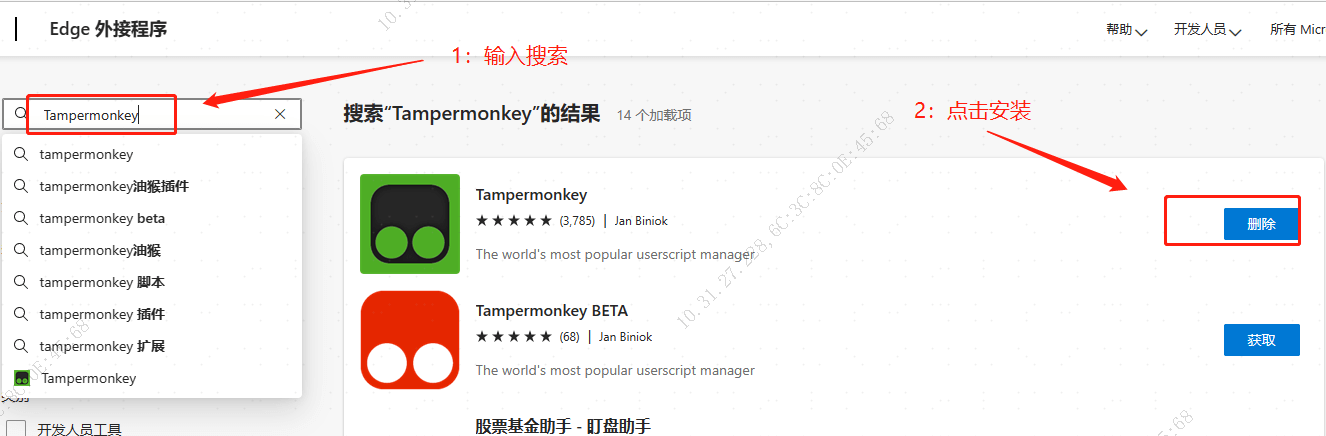 Edge 外接程序
帮助
开发人员
所有 Micr
1：输入搜索
Tampermonkey
搜索“Tampermonkey”的结果 14 个加载项
2：点击安装
tampermonkey
tampermonkey油猴插件
tampermonkey beta
tampermonkey油猴
tampermonkey 脚本
tampermonkey 插件
tampermonkey 扩展
Tampermonkey
类别
开发人员工具
Tampermonkey
★★★★★ (3,785) | Jan Biniok
The world's most popular userscript manager
删除
Tampermonkey BETA
★★★★★ (68) | Jan Biniok
The world's most popular userscript manager
获取
股票基金助手 - 盯盘助手
10.31.27.228,6C:3C:8C:0E:45:68